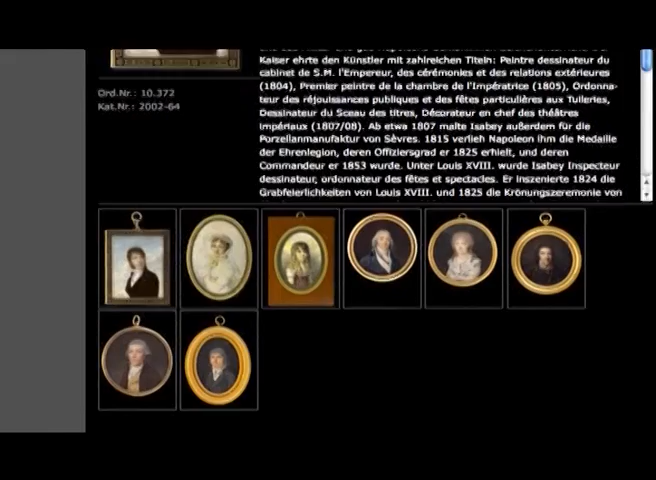 Kaiser ehrte den Künstler mit zahlreichen Titeln: Peintre dessinateur du
cabinet de S.M. l'Empereur, des cérémonies et des relations extérieures
(1804), Premier peintre de la chambre de l'Impératrice (1805), Ordonna-
teur des réjouissances publiques et des fêtes particulières aux Tuileries,
Dessinateur du Sceau des titres, Décorateur en chef des théâtres
Impériaux (1807/08). Ab etwa 1807 malte Isabey außerdem für die
Porzellanmanufaktur von Sèvres. 1815 verlieh Napoleon ihm die Medaille
der Ehrenlegion, deren Offiziersgrad er 1825 erhielt, und deren
Commandeur er 1853 wurde. Unter Louis XVIII. wurde Isabey Inspecteur
dessinateur, ordonnateur des fêtes et spectacles. Er inszenierte 1824 die
Grabfeierlichkeiten von Louis XVIII. und 1825 die Krönungszeremonie von
Ord.Nr.: 10.372
Kat.Nr.: 2002-64